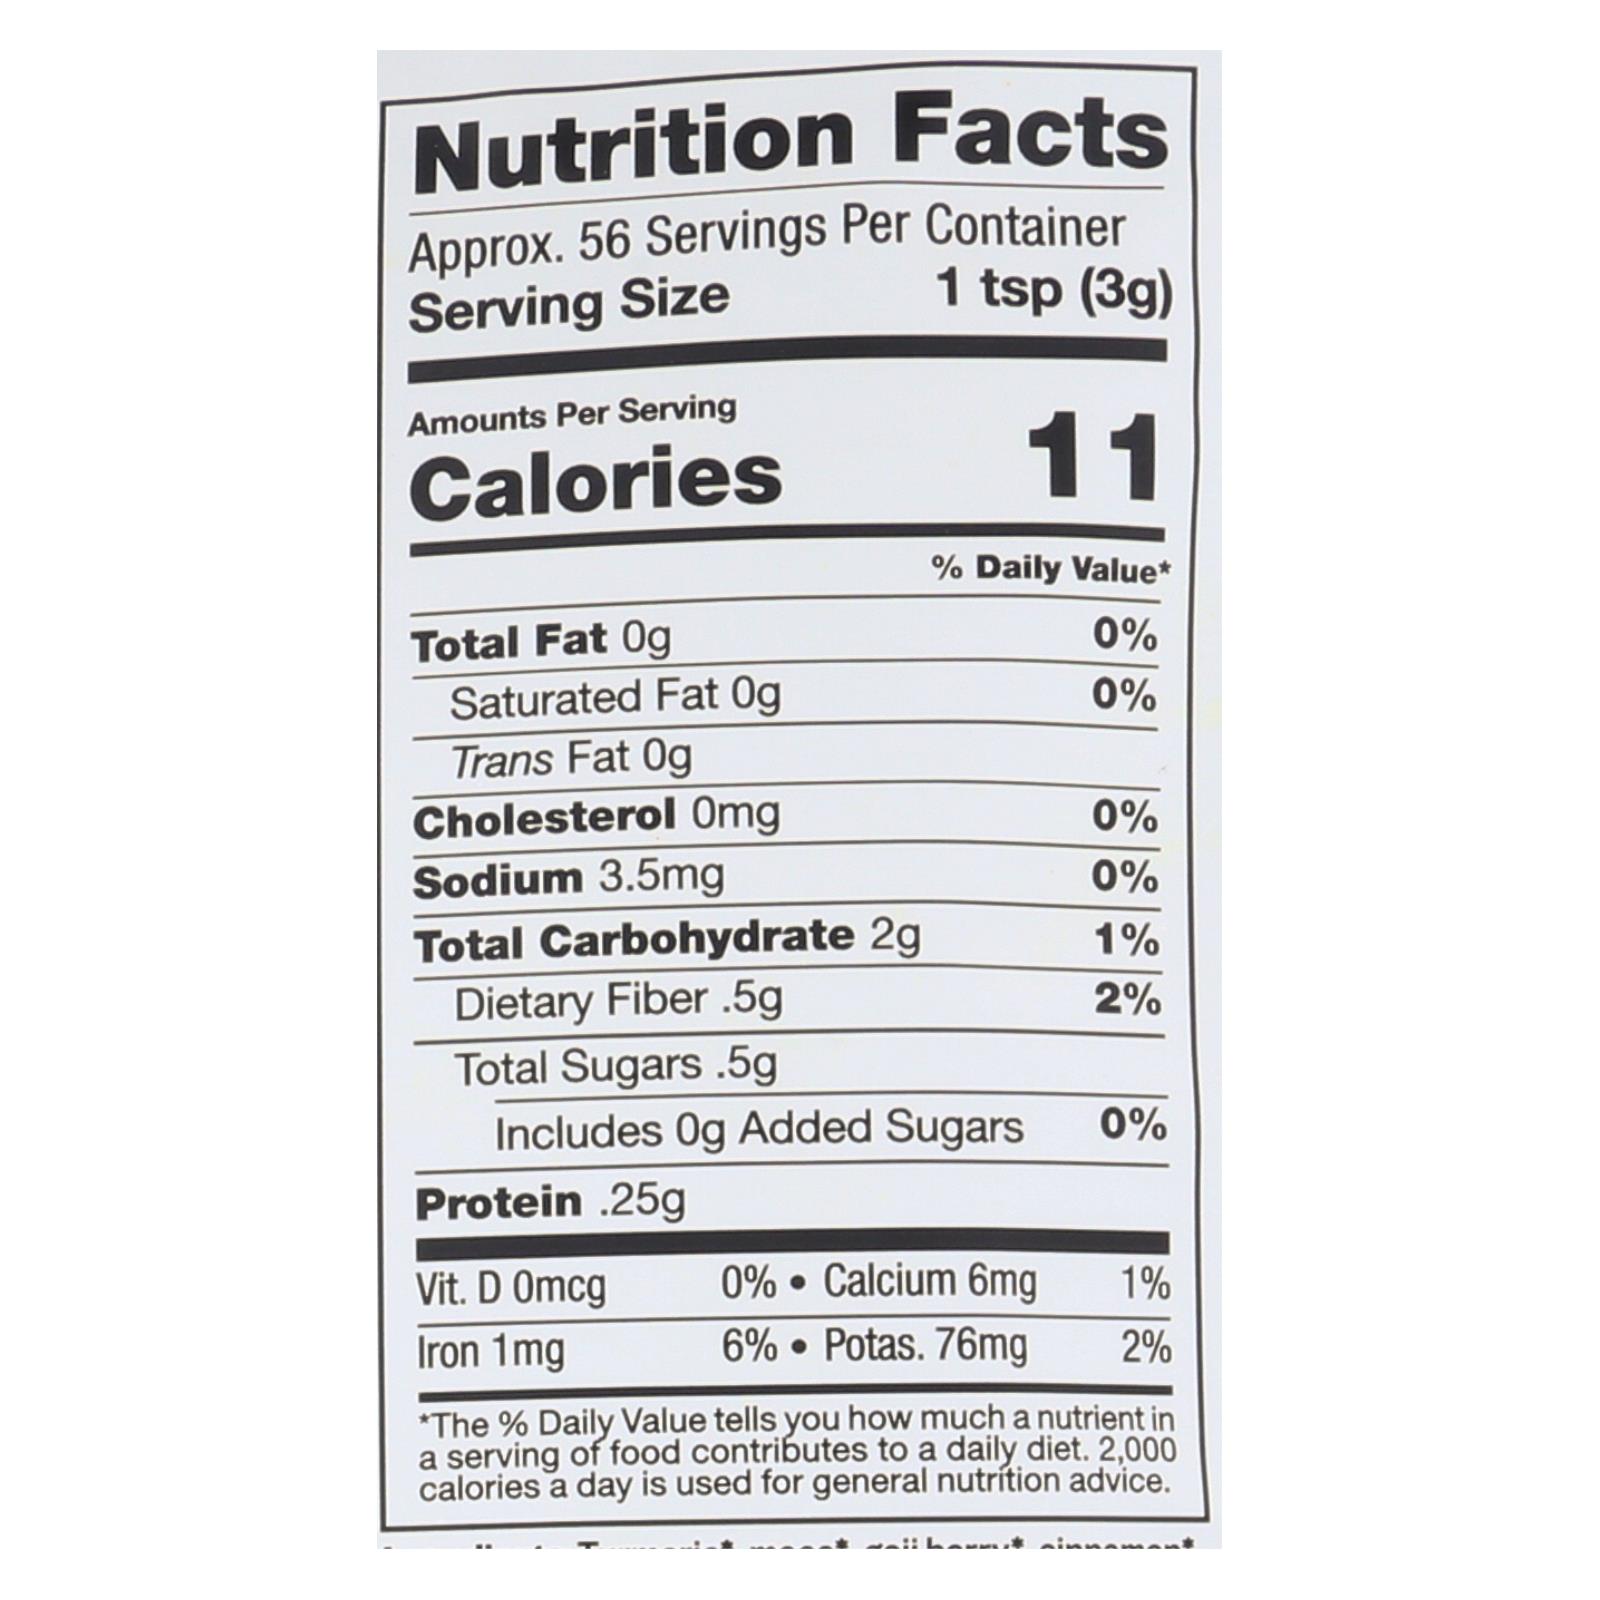 Nutrition Facts
Approx. 56 Servings Per Container
Serving Size 1 tsp (3g)
Amounts Per Serving
Calories 11
% Daily Value*
Total Fat 0g 0%
Saturated Fat 0g 0%
Trans Fat 0g
Cholesterol 0mg 0%
Sodium 3.5mg 0%
Total Carbohydrate 2g 1%
Dietary Fiber .5g 2%
Total Sugars .5g
Includes 0g Added Sugars 0%
Protein .25g
Vit. D 0mcg 0% • Calcium 6mg 1%
Iron 1mg 6% • Potas. 76mg 2%
*The % Daily Value tells you how much a nutrient in
a serving of food contributes to a daily diet. 2,000
calories a day is used for general nutrition advice.